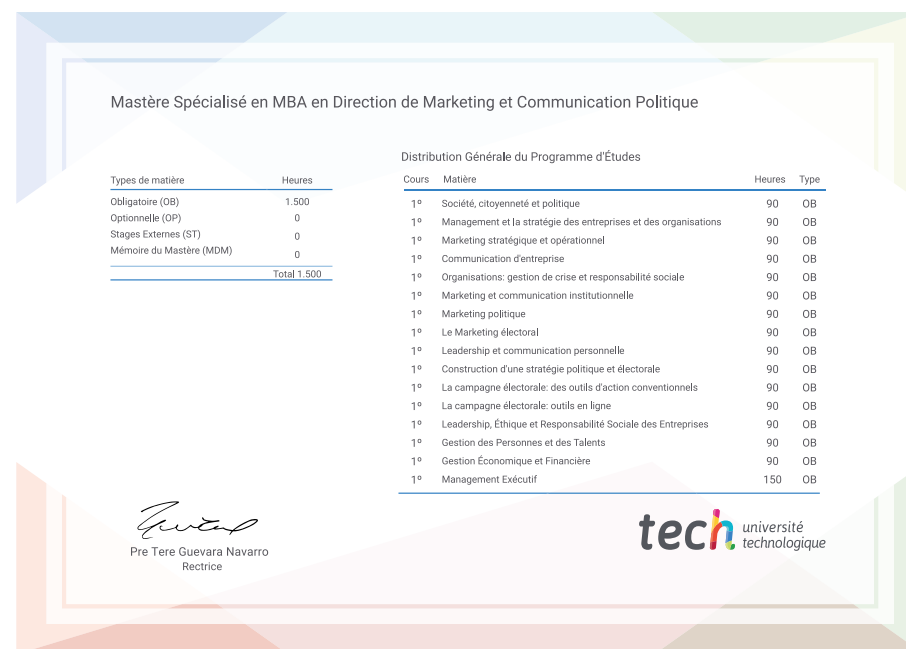 Mastère Spécialisé en MBA en Direction de Marketing et Communication Politique
Types de matière Heures
Obligatoire (OB) 1.500
Optionnelle (OP) 0
Stages Externes (ST) 0
Mémoire du Mastère (MDM) 0
Total 1.500
Distribution Générale du Programme d'Études
Cours Matière Heures Type
1º Société, citoyenneté et politique 90 OB
1º Management et la stratégie des entreprises et des organisations 90 OB
1º Marketing stratégique et opérationnel 90 OB
1º Communication d'entreprise 90 OB
1º Organisations: gestion de crise et responsabilité sociale 90 OB
1º Marketing et communication institutionnelle 90 OB
1º Marketing politique 90 OB
1º Le Marketing électoral 90 OB
1º Leadership et communication personnelle 90 OB
1º Construction d'une stratégie politique et électorale 90 OB
1º La campagne électorale: des outils d'action conventionnels 90 OB
1º La campagne électorale: outils en ligne 90 OB
1º Leadership, Éthique et Responsabilité Sociale des Entreprises 90 OB
1º Gestion des Personnes et des Talents 90 OB
1º Gestion Économique et Financière 90 OB
1º Management Exécutif 150 OB
Pre Tere Guevara Navarro
Rectrice
tech université
technologique